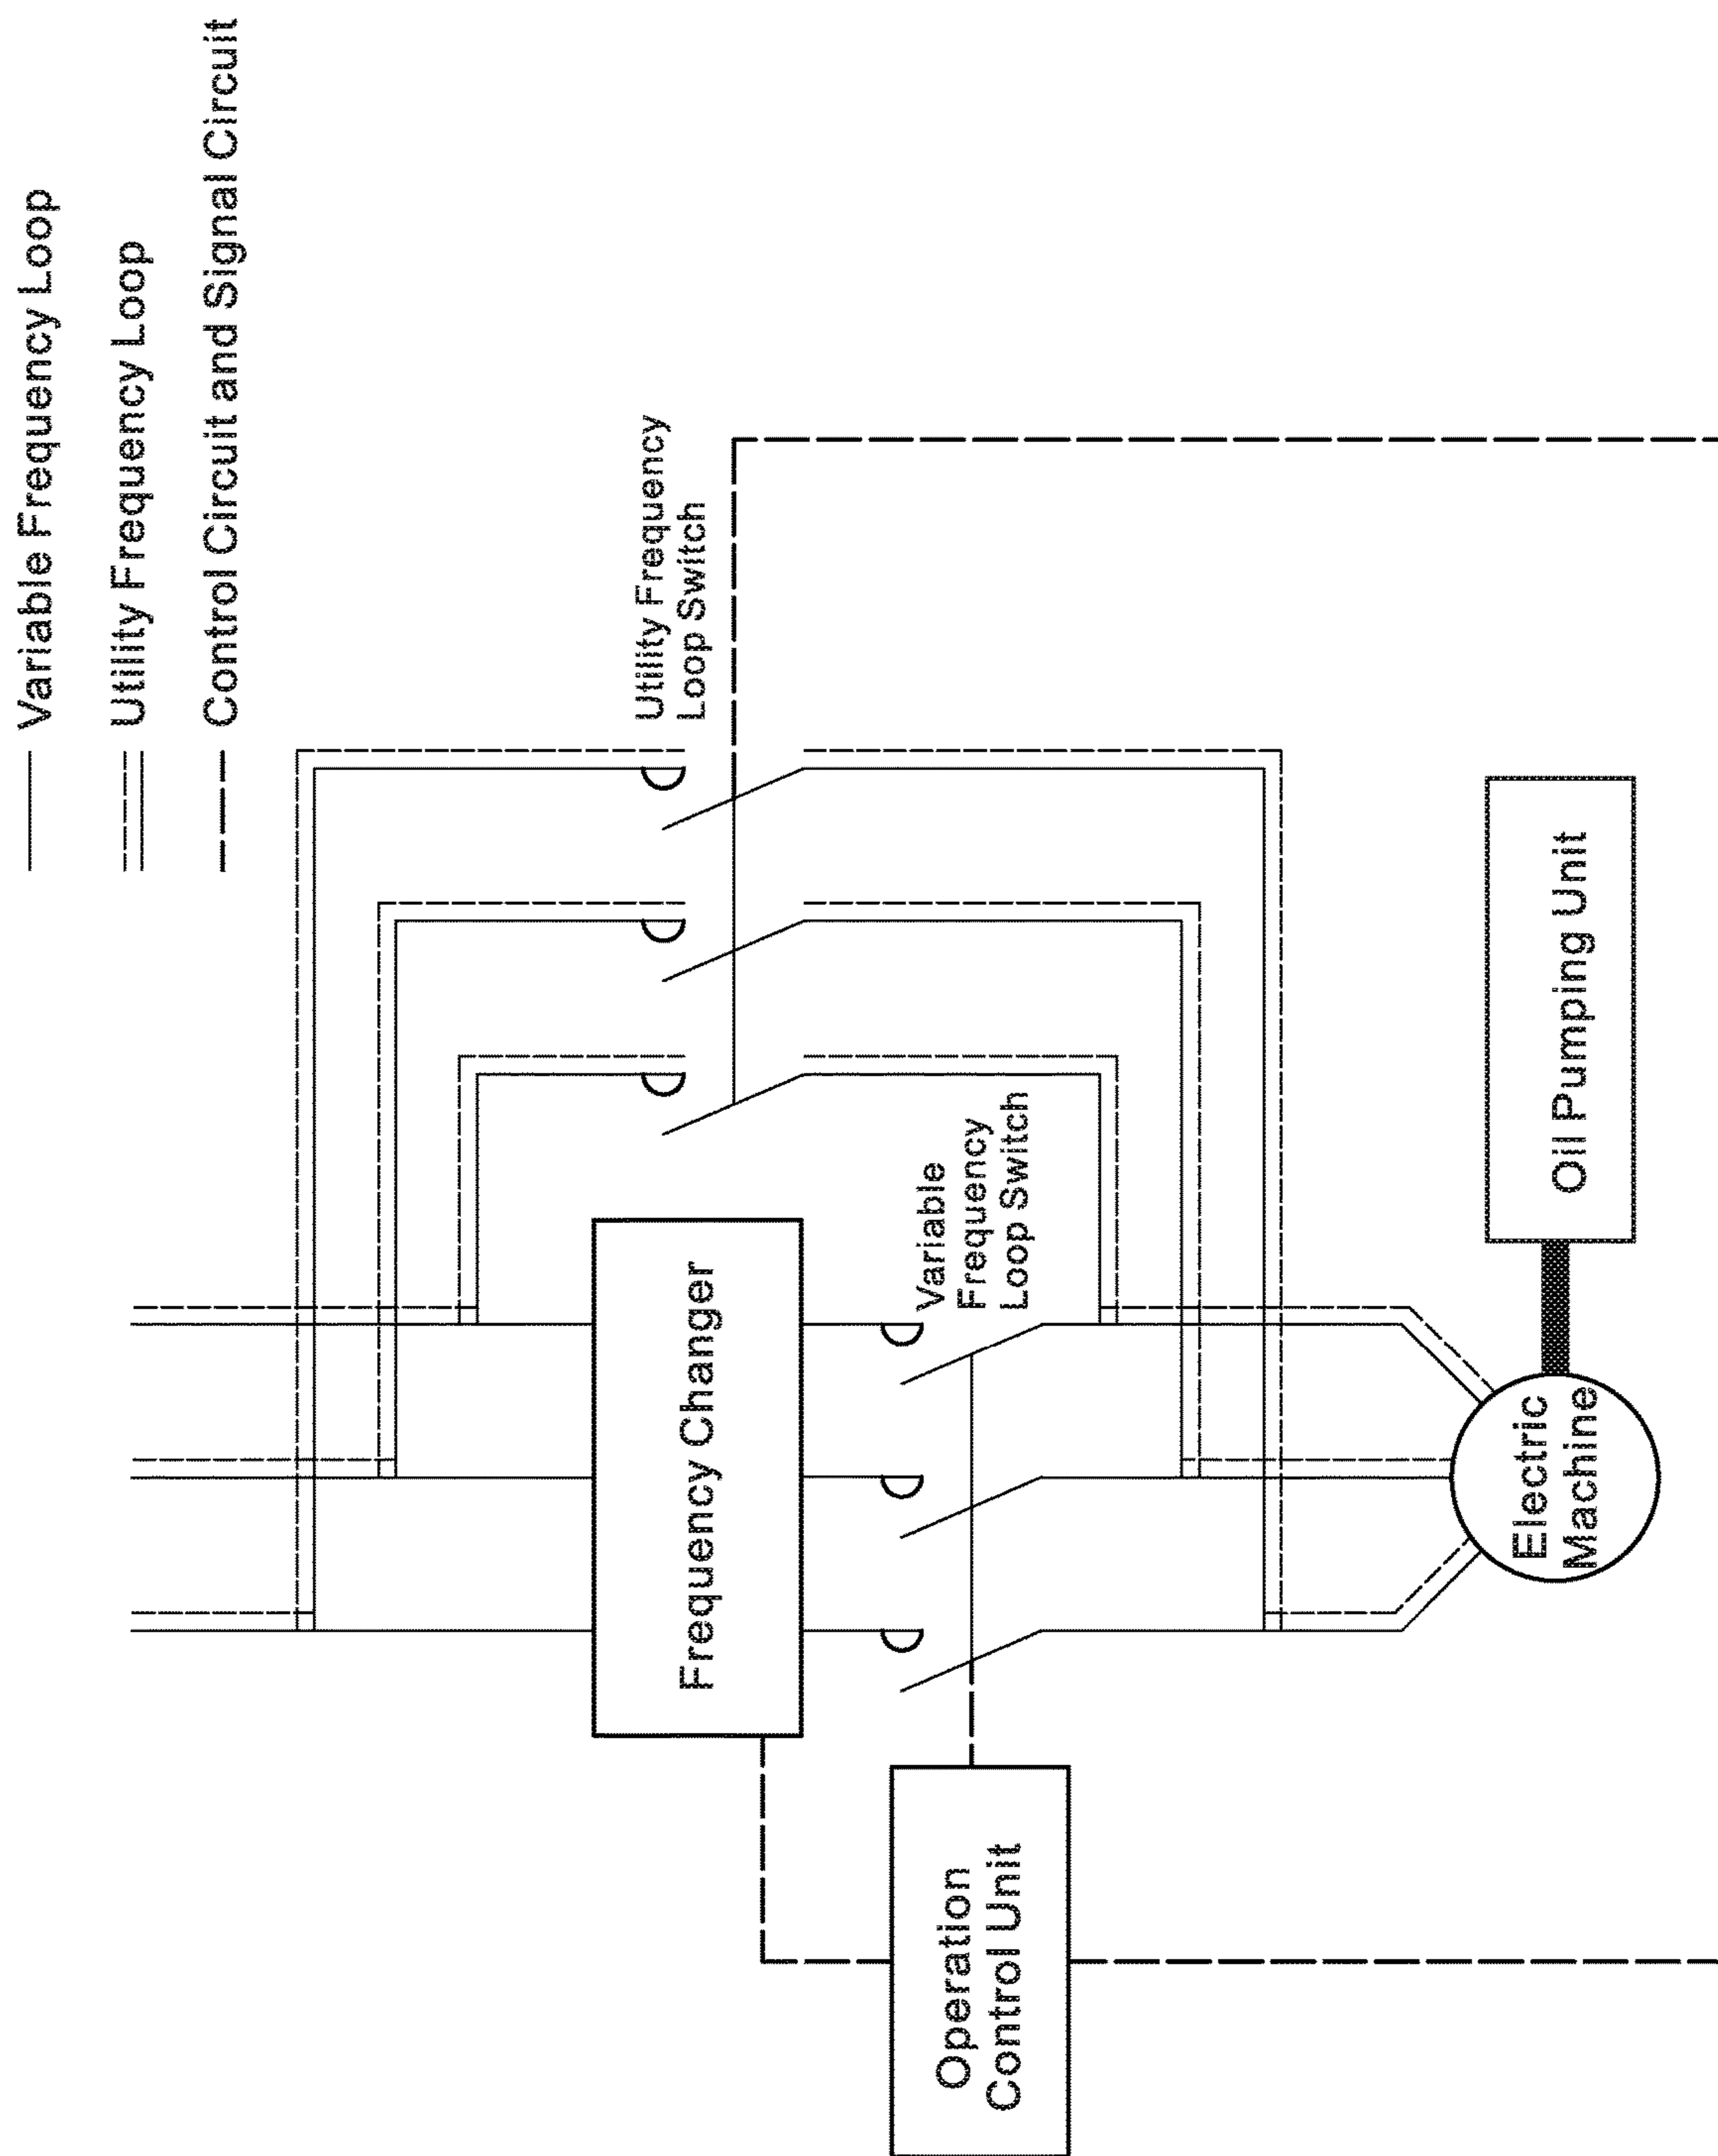 Variable Frequency Loop
Utility Frequency Loop
Control Circuit and Signal Circuit
Utility Frequency
Loop Switch
Frequency Changer
Variable
Frequency
Loop Switch
Operation
Control Unit
Electric
Machine
Oil Pumping Unit